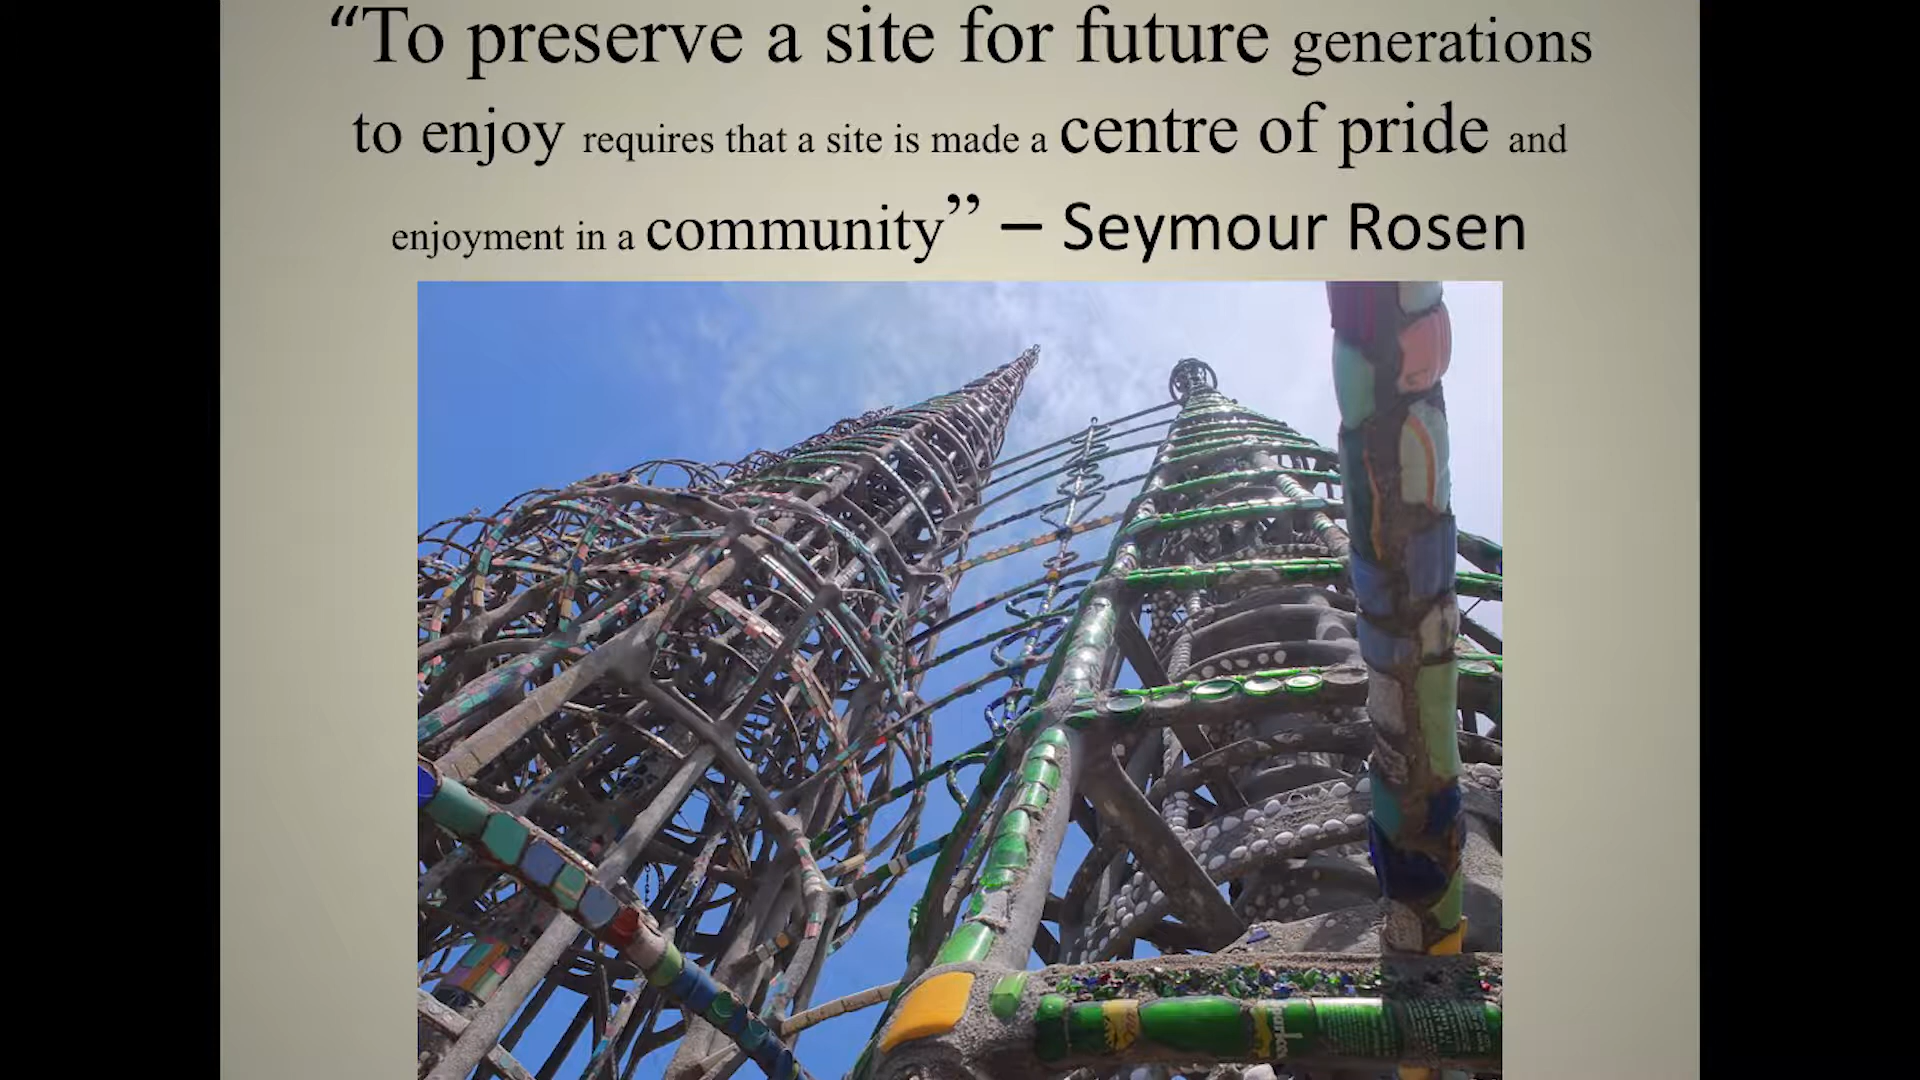 “To preserve a site for future generations
to enjoy requires that a site is made a centre of pride and
enjoyment in a community” – Seymour Rosen